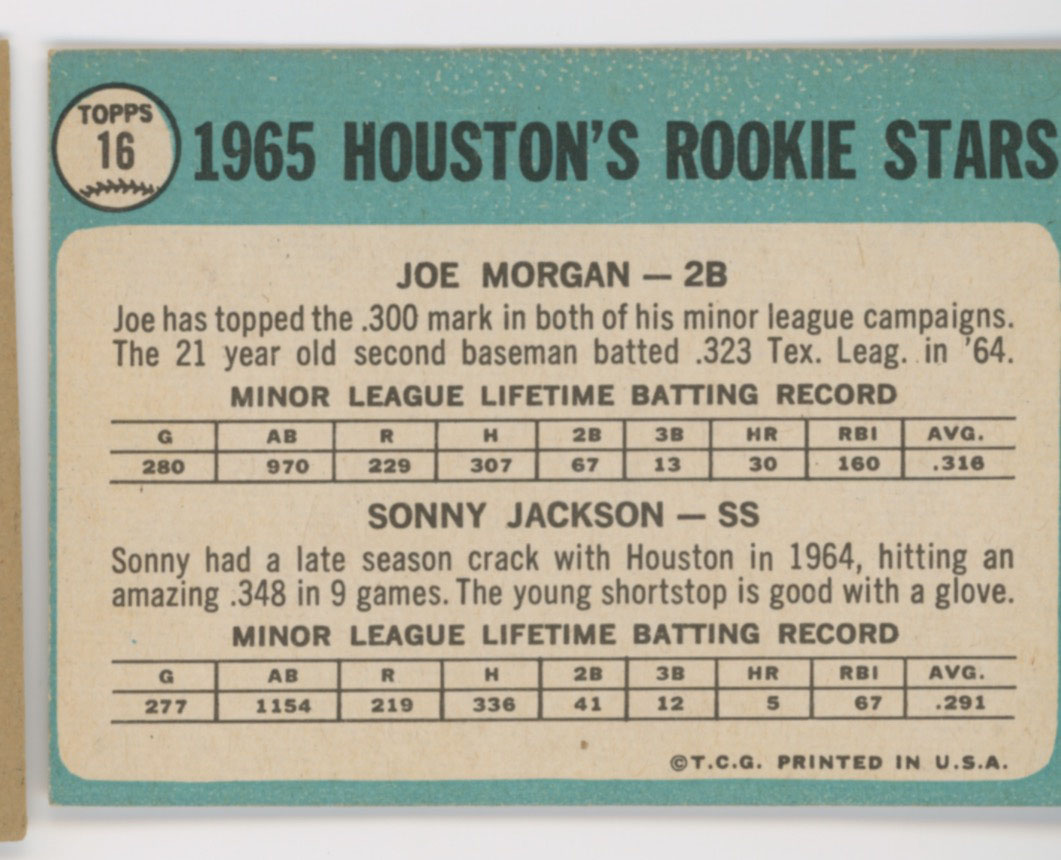 TOPPS
16
1965 HOUSTON'S ROOKIE STARS
JOE MORGAN — 2B
Joe has topped the .300 mark in both of his minor league campaigns.
The 21 year old second baseman batted .323 Tex. Leag. in '64.
MINOR LEAGUE LIFETIME BATTING RECORD
G AB R H 2B 3B HR RBI AVG.
280 970 229 307 67 13 30 160 .316
SONNY JACKSON — SS
Sonny had a late season crack with Houston in 1964, hitting an
amazing .348 in 9 games. The young shortstop is good with a glove.
MINOR LEAGUE LIFETIME BATTING RECORD
G AB R H 2B 3B HR RBI AVG.
277 1154 219 336 41 12 5 67 .291
©T.C.G. PRINTED IN U.S.A.